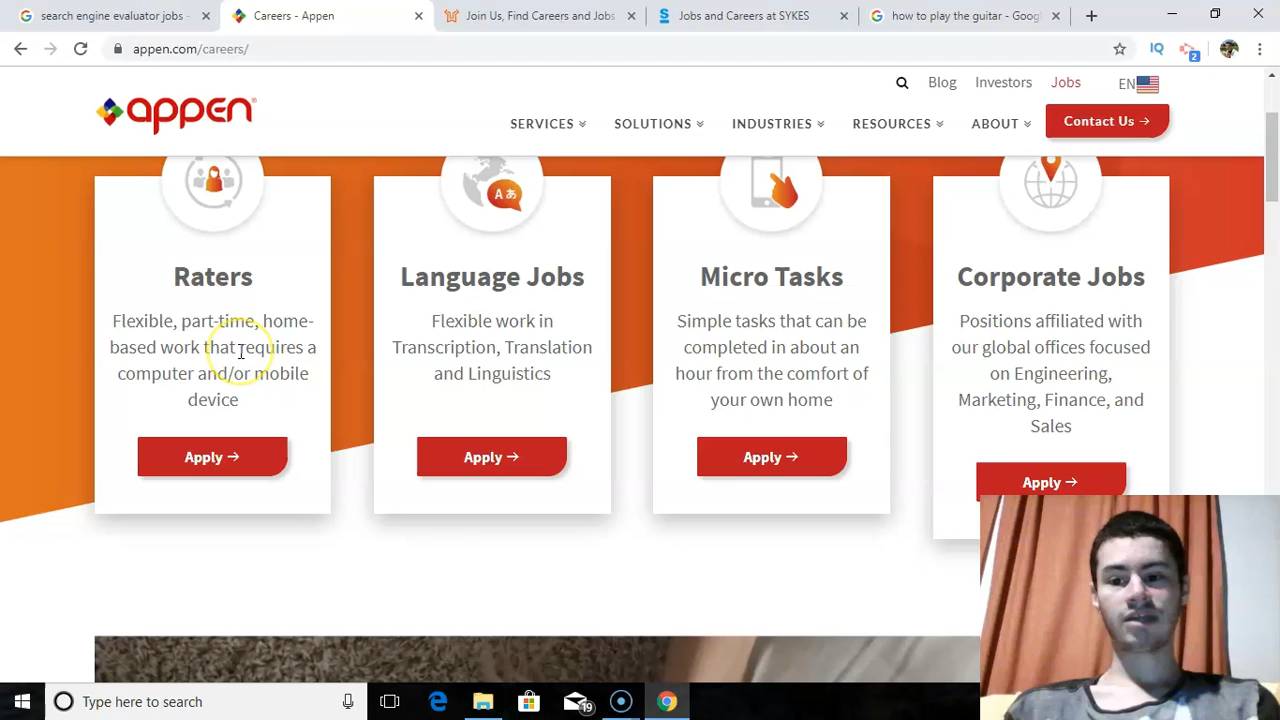 search engine evaluator jobs -
Careers - Appen
Join Us, Find Careers and Jobs
Jobs and Careers at SYKES
how to play the guitar - Goog
appen.com/careers/
IQ
2
Blog
Investors
Jobs
EN
appen
SERVICES
SOLUTIONS
INDUSTRIES
RESOURCES
ABOUT
Contact Us →
Raters
Flexible, part-time, home-
based work that requires a
computer and/or mobile
device
Apply →
Language Jobs
Flexible work in
Transcription, Translation
and Linguistics
Apply →
Micro Tasks
Simple tasks that can be
completed in about an
hour from the comfort of
your own home
Apply →
Corporate Jobs
Positions affiliated with
our global offices focused
on Engineering,
Marketing, Finance, and
Sales
Apply →
Type here to search
19